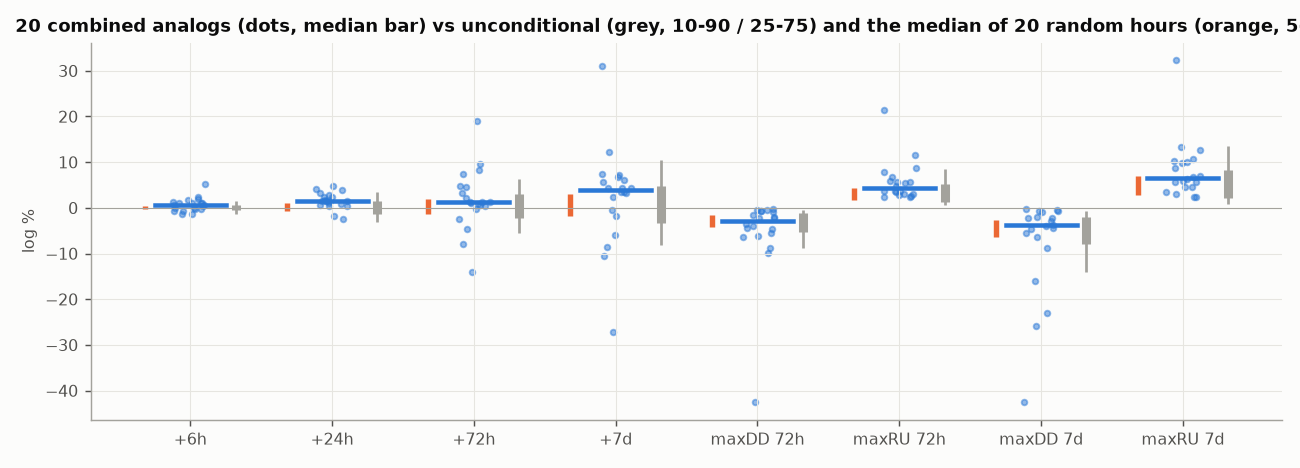 20 combined analogs (dots, median bar) vs unconditional (grey, 10-90 / 25-75) and the median of 20 random hours (orange, 5
30
20
10
0
−10
−20
−30
−40
log %
+6h
+24h
+72h
+7d
maxDD 72h
maxRU 72h
maxDD 7d
maxRU 7d